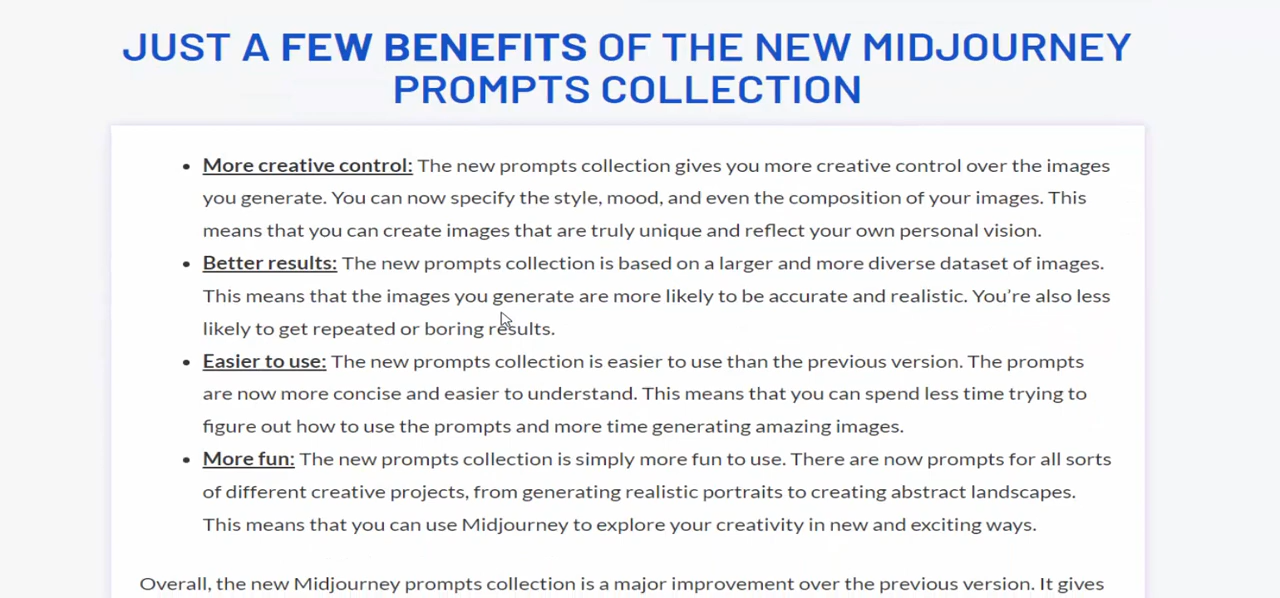 JUST A FEW BENEFITS OF THE NEW MIDJOURNEY
PROMPTS COLLECTION
• More creative control: The new prompts collection gives you more creative control over the images
you generate. You can now specify the style, mood, and even the composition of your images. This
means that you can create images that are truly unique and reflect your own personal vision.
• Better results: The new prompts collection is based on a larger and more diverse dataset of images.
This means that the images you generate are more likely to be accurate and realistic. You’re also less
likely to get repeated or boring results.
• Easier to use: The new prompts collection is easier to use than the previous version. The prompts
are now more concise and easier to understand. This means that you can spend less time trying to
figure out how to use the prompts and more time generating amazing images.
• More fun: The new prompts collection is simply more fun to use. There are now prompts for all sorts
of different creative projects, from generating realistic portraits to creating abstract landscapes.
This means that you can use Midjourney to explore your creativity in new and exciting ways.
Overall, the new Midjourney prompts collection is a major improvement over the previous version. It gives